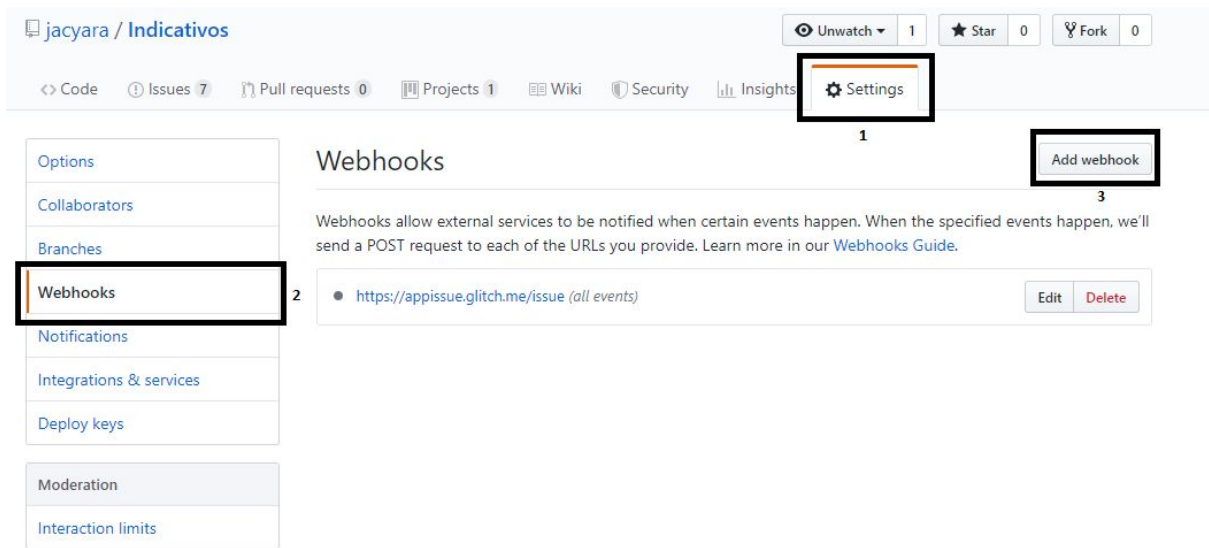 jacyara / Indicativos
Unwatch 1 Star 0 Fork 0
<> Code Issues 7 Pull requests 0 Projects 1 Wiki Security Insights Settings
1
Options
Webhooks
Add webhook
3
Collaborators
Webhooks allow external services to be notified when certain events happen. When the specified events happen, we'll
send a POST request to each of the URLs you provide. Learn more in our Webhooks Guide.
Branches
Webhooks
2
https://appissue.glitch.me/issue (all events)
Edit Delete
Notifications
Integrations & services
Deploy keys
Moderation
Interaction limits